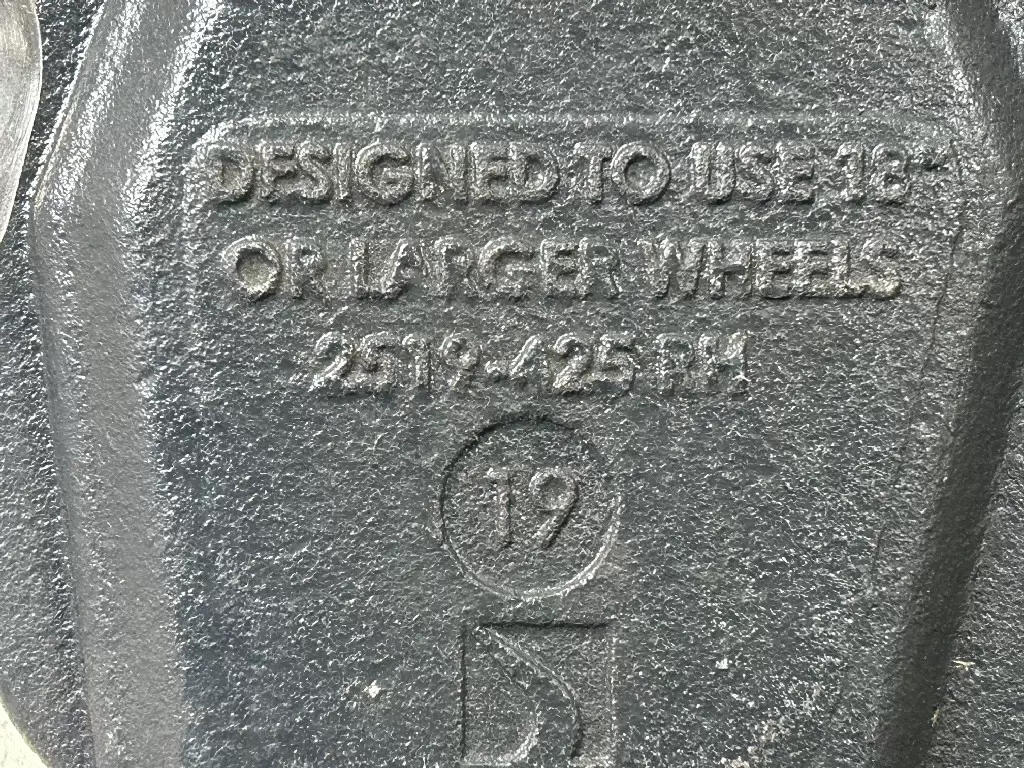 DESIGNED TO USE 18"
OR LARGER WHEELS
2519-425 RH
19